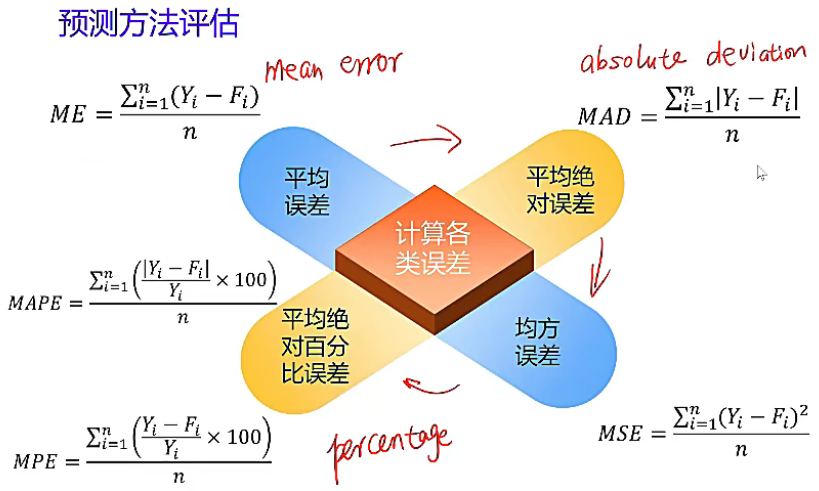 预测方法评估
mean error
absolute deviation
ME = \frac{\sum_{i=1}^{n}(Y_i - F_i)}{n}
MAD = \frac{\sum_{i=1}^{n}|Y_i - F_i|}{n}
平均
误差
平均绝
对误差
计算各
类误差
MAPE = \frac{\sum_{i=1}^{n}\left(\frac{|Y_i - F_i|}{Y_i} \times 100\right)}{n}
平均绝
对百分
比误差
均方
误差
MPE = \frac{\sum_{i=1}^{n}\left(\frac{Y_i - F_i}{Y_i} \times 100\right)}{n}
percentage
MSE = \frac{\sum_{i=1}^{n}(Y_i - F_i)^2}{n}